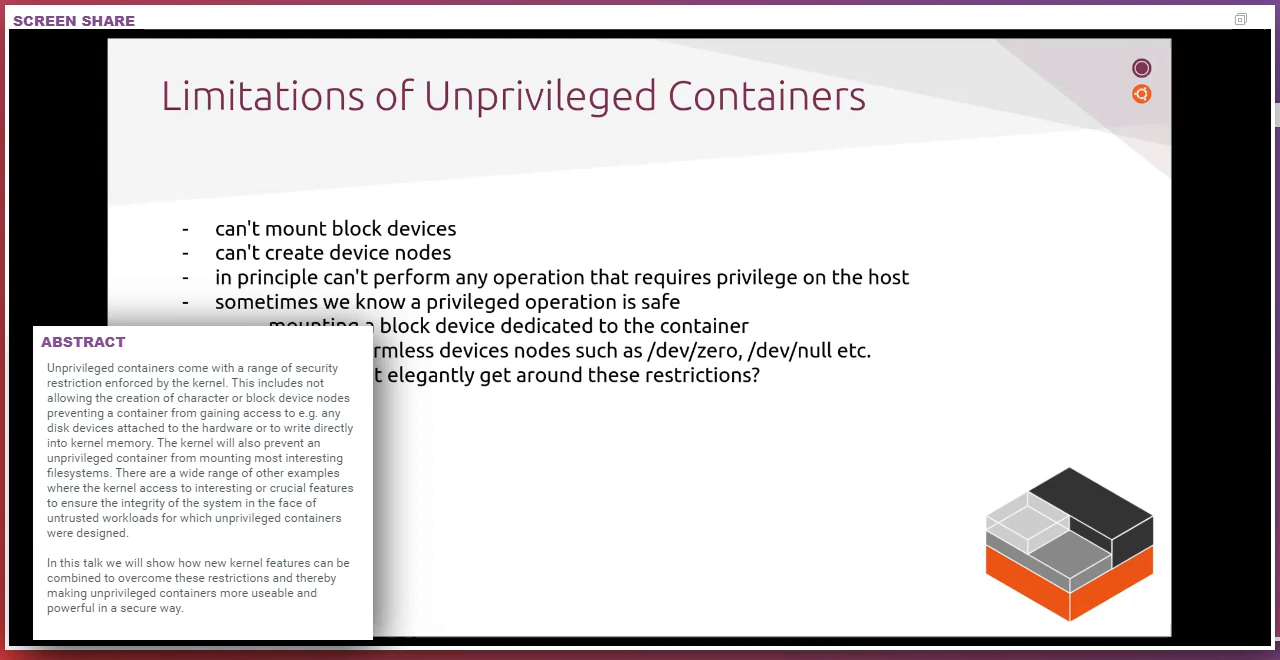 SCREEN SHARE
Limitations of Unprivileged Containers
- can't mount block devices
- can't create device nodes
- in principle can't perform any operation that requires privilege on the host
- sometimes we know a privileged operation is safe
mounting a block device dedicated to the container
rmless devices nodes such as /dev/zero, /dev/null etc.
t elegantly get around these restrictions?
ABSTRACT
Unprivileged containers come with a range of security
restriction enforced by the kernel. This includes not
allowing the creation of character or block device nodes
preventing a container from gaining access to e.g. any
disk devices attached to the hardware or to write directly
into kernel memory. The kernel will also prevent an
unprivileged container from mounting most interesting
filesystems. There are a wide range of other examples
where the kernel access to interesting or crucial features
to ensure the integrity of the system in the face of
untrusted workloads for which unprivileged containers
were designed.
In this talk we will show how new kernel features can be
combined to overcome these restrictions and thereby
making unprivileged containers more useable and
powerful in a secure way.